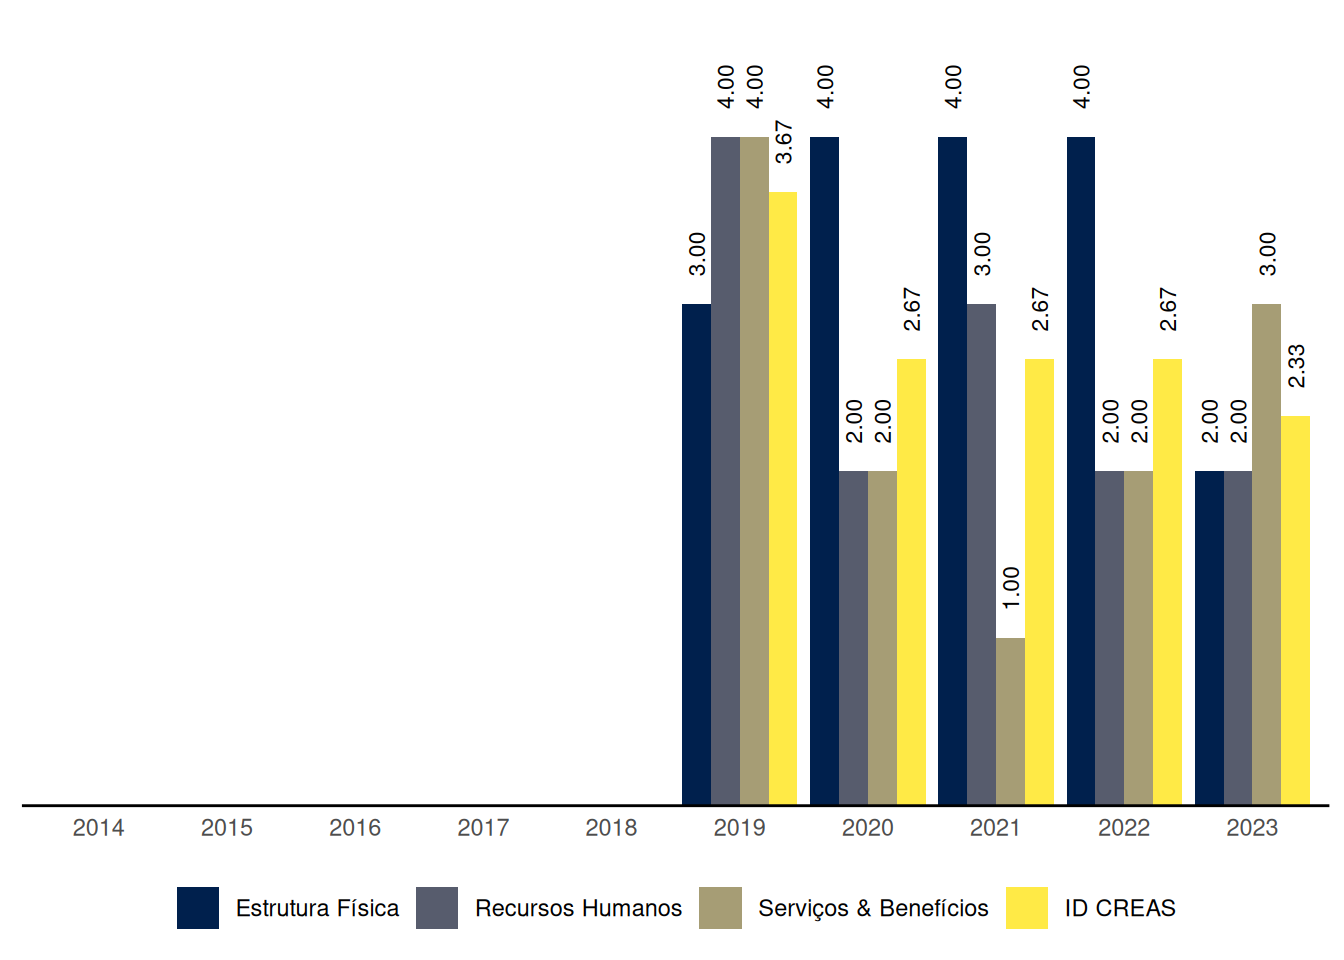 4.00 4.00 4.00 4.00 4.00
3.67
3.00 3.00 3.00
2.67 2.67 2.67
2.33
2.00 2.00 2.00 2.00 2.00 2.00
1.00
2014 2015 2016 2017 2018 2019 2020 2021 2022 2023
Estrutura Física Recursos Humanos Serviços & Benefícios ID CREAS